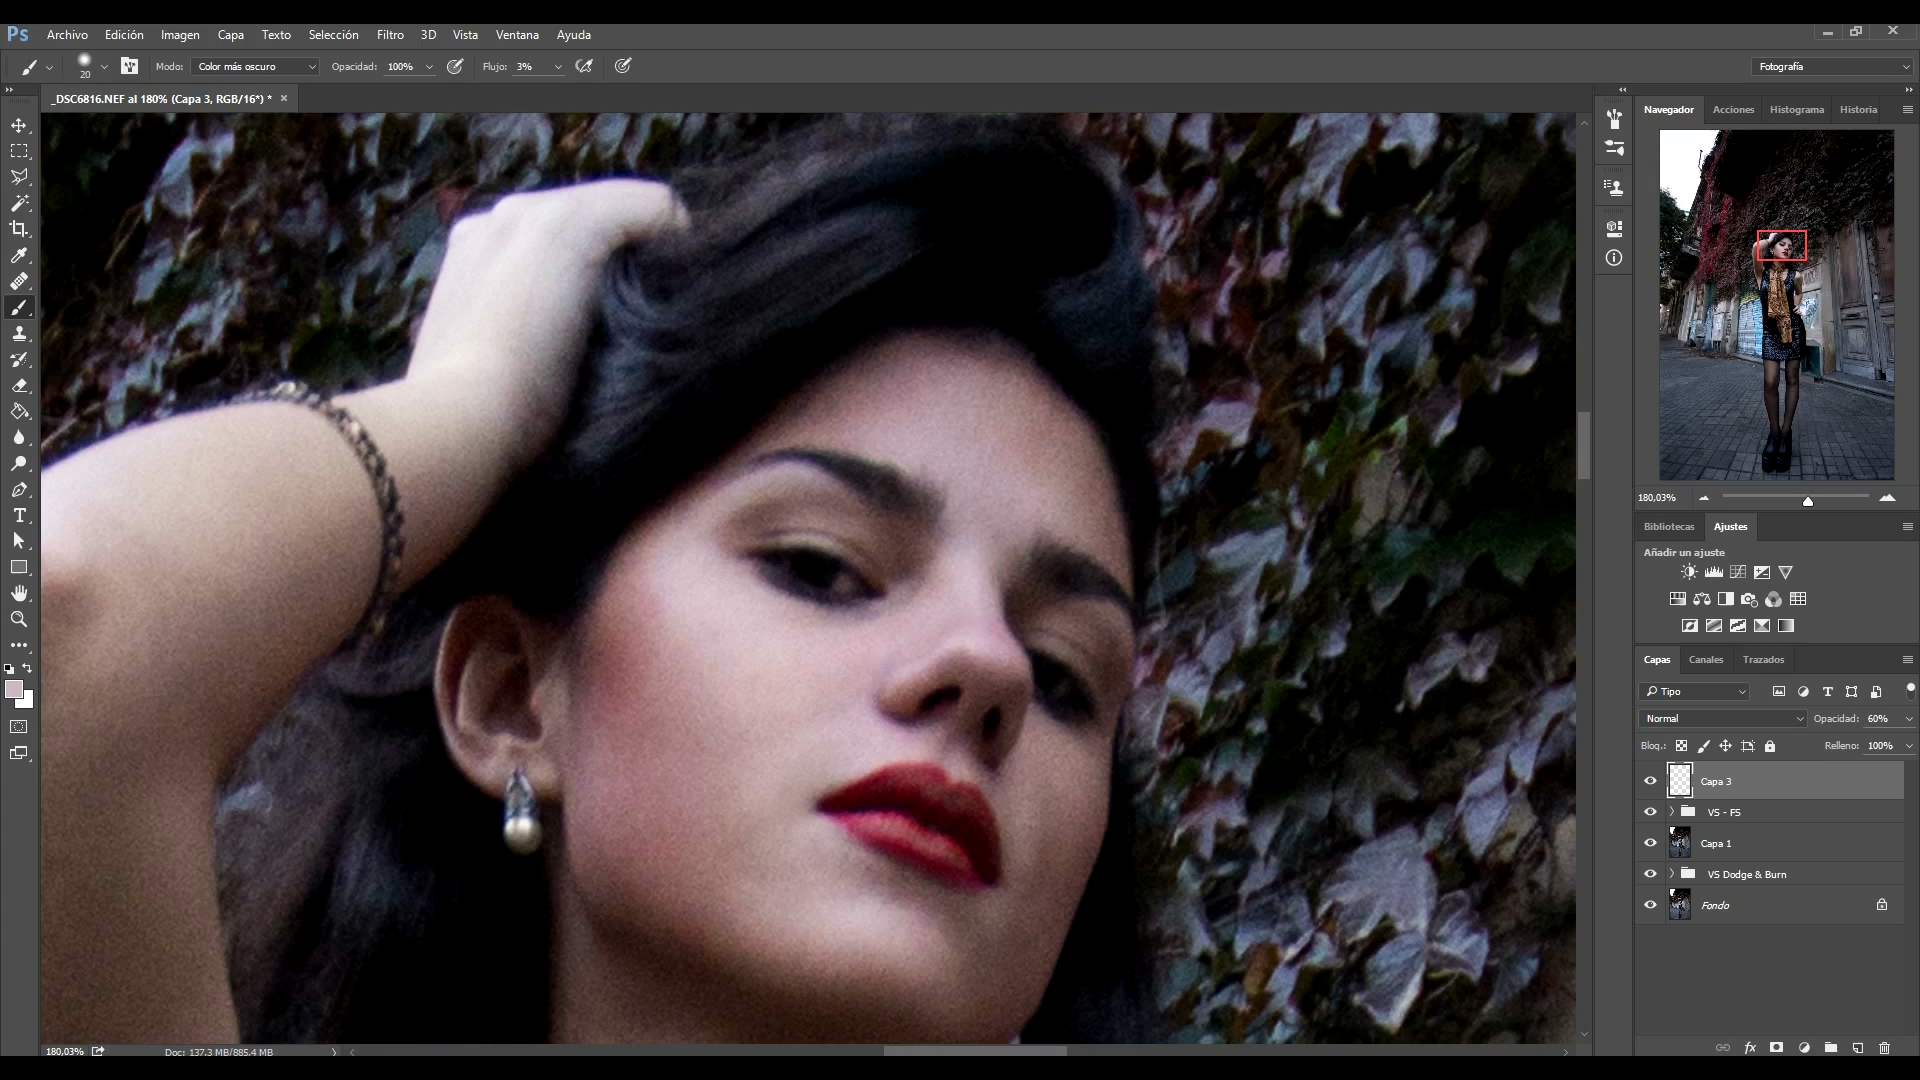 Ps Archivo Edición Imagen Capa Texto Selección Filtro 3D Vista Ventana Ayuda
20 Modo: Color más oscuro Opacidad: 100% Flujo: 3% Fotografía
_DSC6816.NEF al 180% (Capa 3, RGB/16*) * ×
Navegador Acciones Histograma Historia
180,03%
Bibliotecas Ajustes
Añadir un ajuste
Capas Canales Trazados
Tipo
Normal Opacidad: 60%
Bloq.: Relleno: 100%
Capa 3
VS - FS
Capa 1
VS Dodge & Burn
Fondo
fx
180,03% Doc: 137.3 MB/885.4 MB